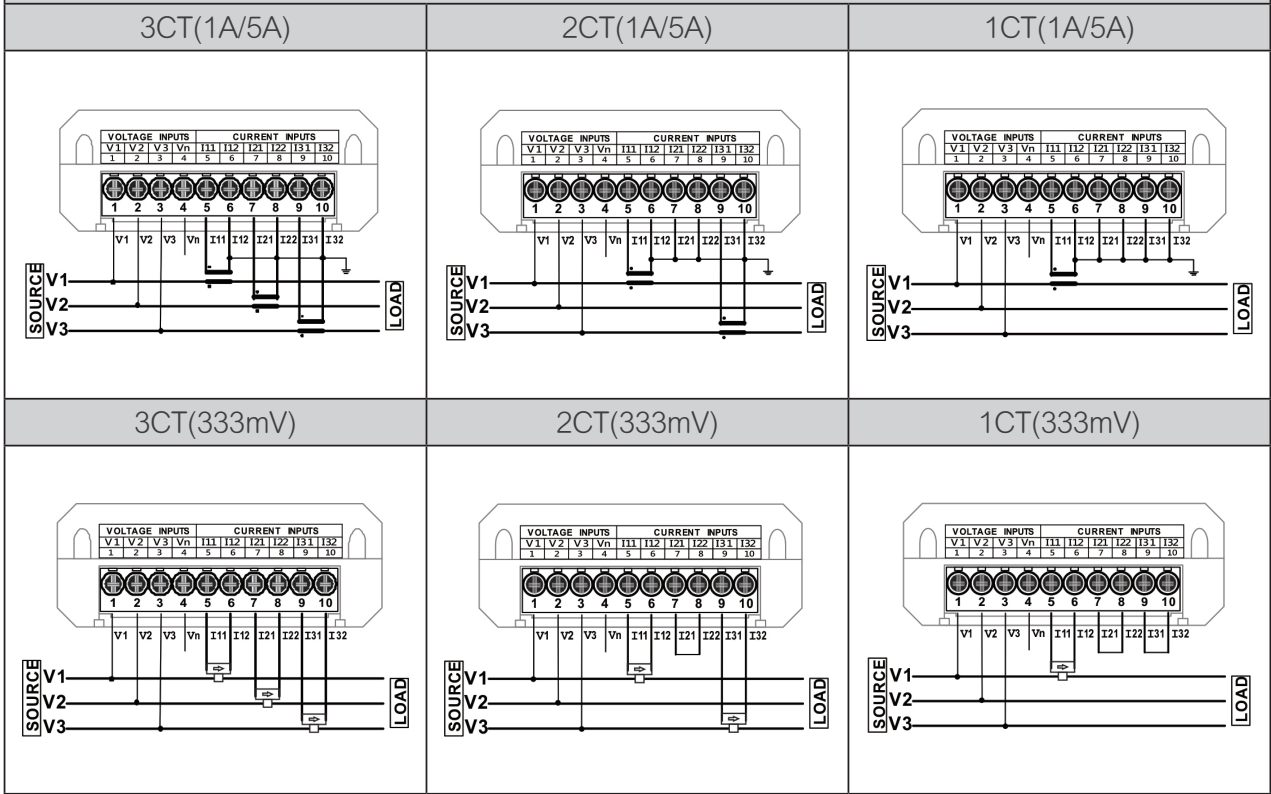 3CT(1A/5A) 2CT(1A/5A) 1CT(1A/5A)
VOLTAGE INPUTS CURRENT INPUTS
V1 V2 V3 Vn I11 I12 I21 I22 I31 I32
1 2 3 4 5 6 7 8 9 10
1 2 3 4 5 6 7 8 9 10
V1 V2 V3 Vn I11 I12 I21 I22 I31 I32
SOURCE
V1
V2
V3
LOAD
VOLTAGE INPUTS CURRENT INPUTS
V1 V2 V3 Vn I11 I12 I21 I22 I31 I32
1 2 3 4 5 6 7 8 9 10
1 2 3 4 5 6 7 8 9 10
V1 V2 V3 Vn I11 I12 I21 I22 I31 I32
SOURCE
V1
V2
V3
LOAD
VOLTAGE INPUTS CURRENT INPUTS
V1 V2 V3 Vn I11 I12 I21 I22 I31 I32
1 2 3 4 5 6 7 8 9 10
1 2 3 4 5 6 7 8 9 10
V1 V2 V3 Vn I11 I12 I21 I22 I31 I32
SOURCE
V1
V2
V3
LOAD
3CT(333mV) 2CT(333mV) 1CT(333mV)
VOLTAGE INPUTS CURRENT INPUTS
V1 V2 V3 Vn I11 I12 I21 I22 I31 I32
1 2 3 4 5 6 7 8 9 10
1 2 3 4 5 6 7 8 9 10
V1 V2 V3 Vn I11 I12 I21 I22 I31 I32
SOURCE
V1
V2
V3
LOAD
VOLTAGE INPUTS CURRENT INPUTS
V1 V2 V3 Vn I11 I12 I21 I22 I31 I32
1 2 3 4 5 6 7 8 9 10
1 2 3 4 5 6 7 8 9 10
V1 V2 V3 Vn I11 I12 I21 I22 I31 I32
SOURCE
V1
V2
V3
LOAD
VOLTAGE INPUTS CURRENT INPUTS
V1 V2 V3 Vn I11 I12 I21 I22 I31 I32
1 2 3 4 5 6 7 8 9 10
1 2 3 4 5 6 7 8 9 10
V1 V2 V3 Vn I11 I12 I21 I22 I31 I32
SOURCE
V1
V2
V3
LOAD